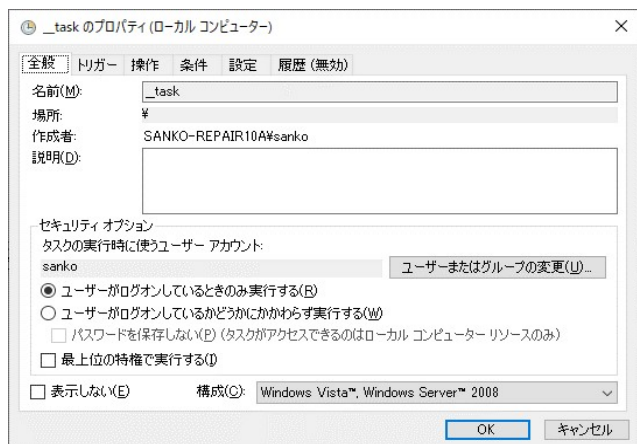 __task のプロパティ (ローカル コンピューター)
全般 トリガー 操作 条件 設定 履歴 (無効)
名前(M): __task
場所: ¥
作成者: SANKO-REPAIR10A¥sanko
説明(D):
セキュリティ オプション
タスクの実行時に使うユーザー アカウント:
sanko ユーザーまたはグループの変更(U)...
ユーザーがログオンしているときのみ実行する(R)
ユーザーがログオンしているかどうかにかかわらず実行する(W)
パスワードを保存しない(P) (タスクがアクセスできるのはローカル コンピューター リソースのみ)
最上位の特権で実行する(I)
表示しない(E) 構成(C): Windows Vista™, Windows Server™ 2008
OK キャンセル